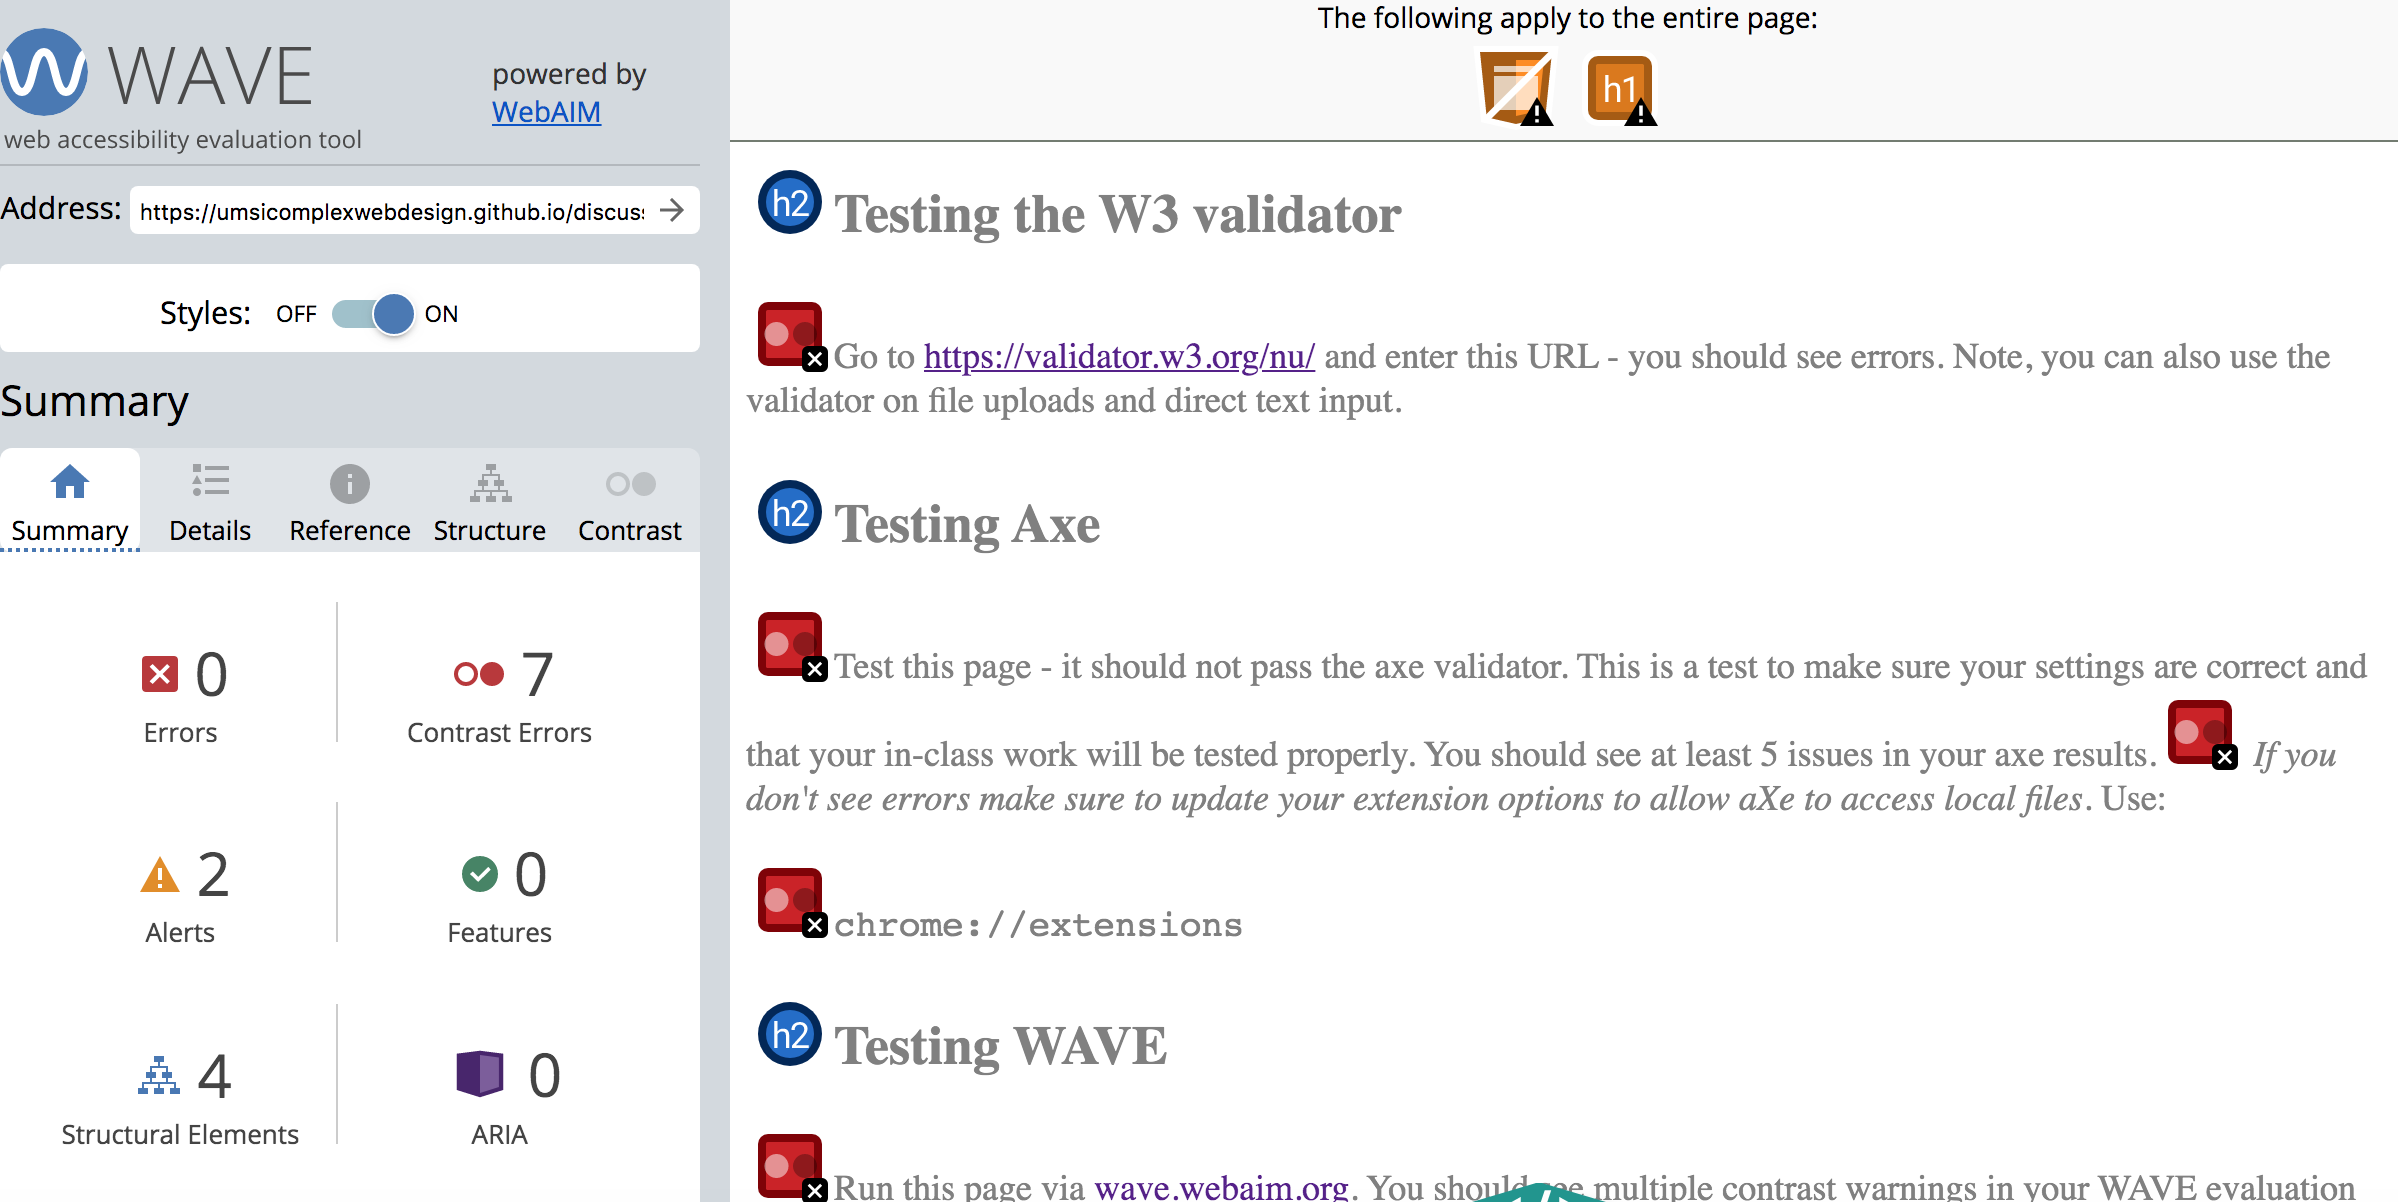 WAVE
powered by
WebAIM
web accessibility evaluation tool
Address: https://umsicomplexwebdesign.github.io/discus
Styles: OFF ON
Summary
Summary Details Reference Structure Contrast
0 7
Errors Contrast Errors
2 0
Alerts Features
4 0
Structural Elements ARIA
The following apply to the entire page:
h1
h2 Testing the W3 validator
Go to https://validator.w3.org/nu/ and enter this URL - you should see errors. Note, you can also use the
validator on file uploads and direct text input.
h2 Testing Axe
Test this page - it should not pass the axe validator. This is a test to make sure your settings are correct and
that your in-class work will be tested properly. You should see at least 5 issues in your axe results. If you
don't see errors make sure to update your extension options to allow aXe to access local files. Use:
chrome://extensions
h2 Testing WAVE
Run this page via wave.webaim.org. You should see multiple contrast warnings in your WAVE evaluation